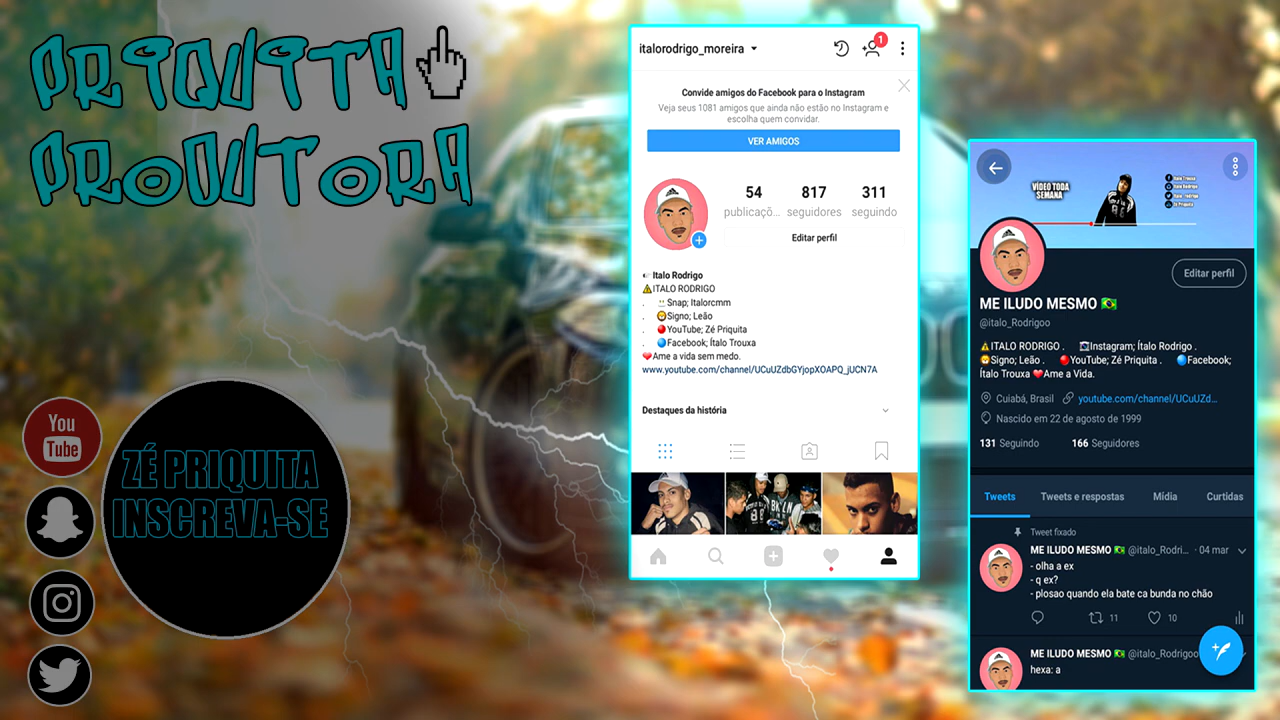 PRIQUITA
PRODUTORA
You
Tube
ZÉ PRIQUITA
INSCREVA-SE
italorodrigo_moreira
1
Convide amigos do Facebook para o Instagram
Veja seus 1081 amigos que ainda não estão no Instagram e
escolha quem convidar.
VER AMIGOS
54 817 311
publicaçõ... seguidores seguindo
Editar perfil
Italo Rodrigo
ITALO RODRIGO
. Snap; Italorcmm
. Signo; Leão
. YouTube; Zé Priquita
. Facebook; Ítalo Trouxa
Ame a vida sem medo.
www.youtube.com/channel/UCuUZdbGYjopXOAPQ_jUCN7A
Destaques da história
VÍDEO TODA
SEMANA
Editar perfil
ME ILUDO MESMO
@italo_Rodrigoo
ITALO RODRIGO . Instagram; Ítalo Rodrigo .
Signo; Leão . YouTube; Zé Priquita . Facebook;
Ítalo Trouxa Ame a Vida.
Cuiabá, Brasil youtube.com/channel/UCuUZd...
Nascido em 22 de agosto de 1999
131 Seguindo 166 Seguidores
Tweets Tweets e respostas Mídia Curtidas
Tweet fixado
ME ILUDO MESMO @italo_Rodri... · 04 mar
- olha a ex
- q ex?
- plosao quando ela bate ca bunda no chão
11 10
ME ILUDO MESMO @italo_Rodrigoo
hexa: a